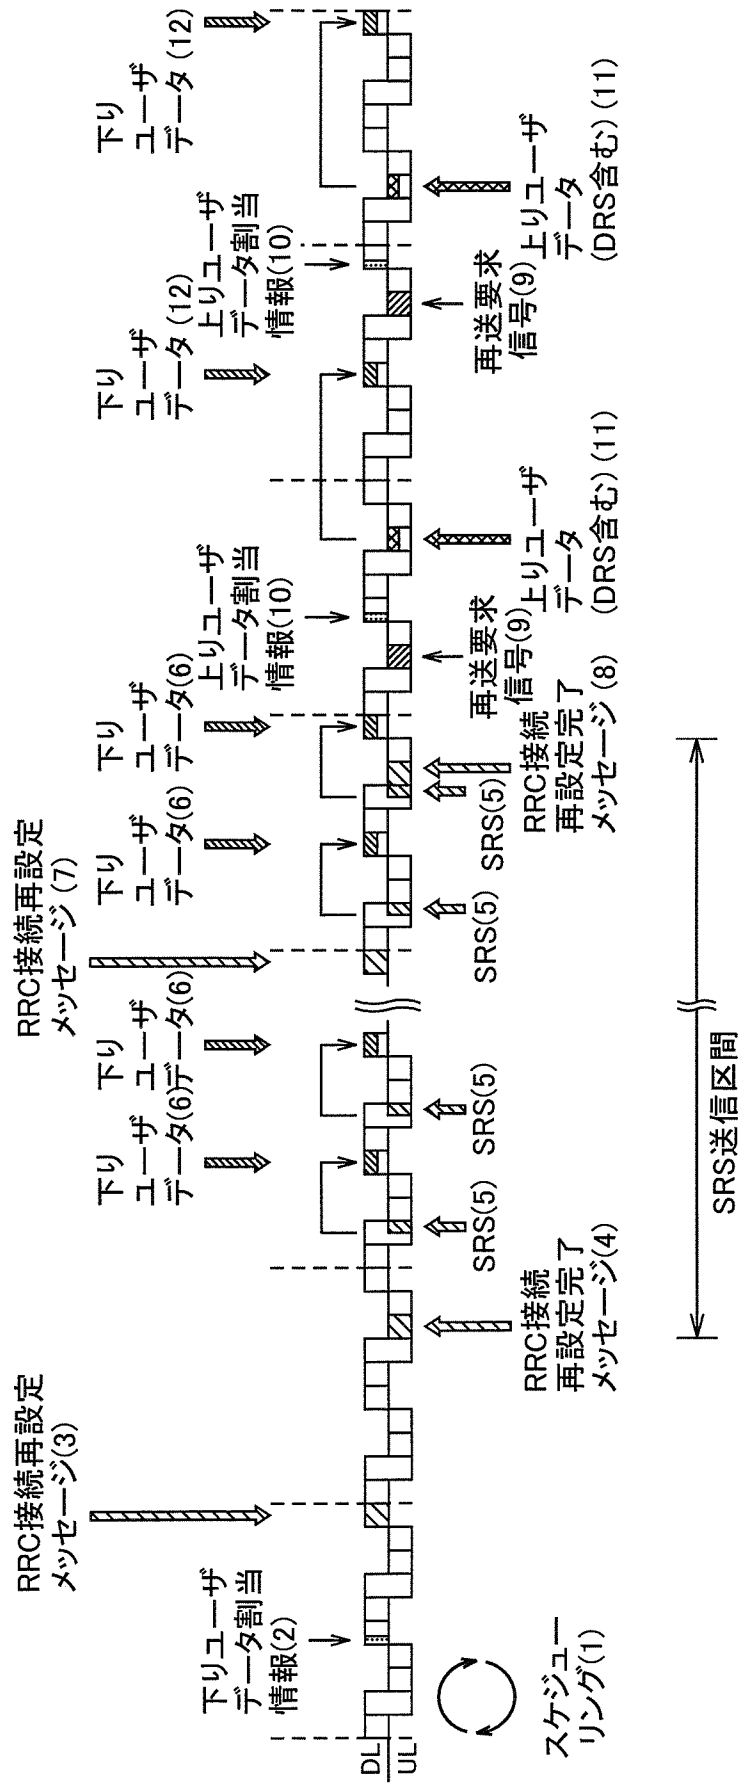 RRC接続再設定
メッセージ(3)
RRC接続再設定
メッセージ(7)
下りユーザ
データ割当
情報(2)
下り
ユーザ
データ(6)
下り
ユーザ
データ(6)
下り
ユーザ
データ(6)
下り
ユーザ
データ(6)
上りユーザ
データ割当
情報(10)
下り
ユーザ
データ(12)
上りユーザ
データ割当
情報(10)
下り
ユーザ
データ(12)
DL
UL
スケジュー
リング(1)
RRC接続
再設定完了
メッセージ(4)
SRS(5)
SRS(5)
SRS(5)
SRS(5)
RRC接続
再設定完了
メッセージ(8)
再送要求
信号(9)
上りユーザ
データ
(DRS含む)(11)
再送要求
信号(9)
上りユーザ
データ
(DRS含む)(11)
SRS送信区間